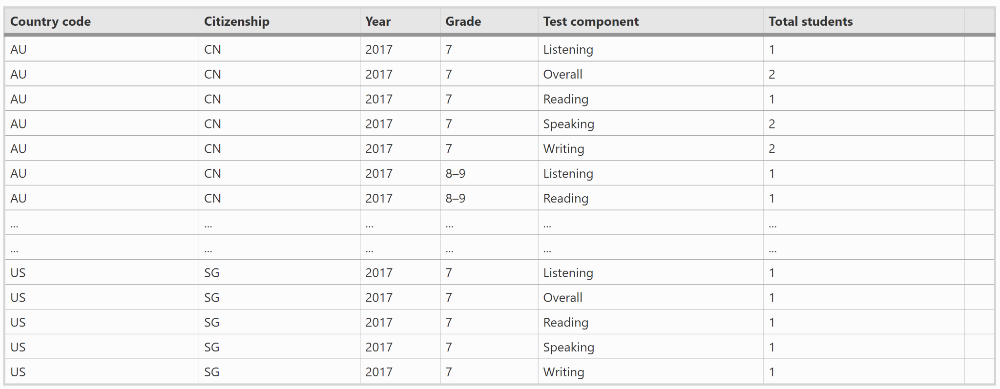 Country code Citizenship Year Grade Test component Total students
AU CN 2017 7 Listening 1
AU CN 2017 7 Overall 2
AU CN 2017 7 Reading 1
AU CN 2017 7 Speaking 2
AU CN 2017 7 Writing 2
AU CN 2017 8–9 Listening 1
AU CN 2017 8–9 Reading 1
... ... ... ... ... ...
... ... ... ... ... ...
US SG 2017 7 Listening 1
US SG 2017 7 Overall 1
US SG 2017 7 Reading 1
US SG 2017 7 Speaking 1
US SG 2017 7 Writing 1